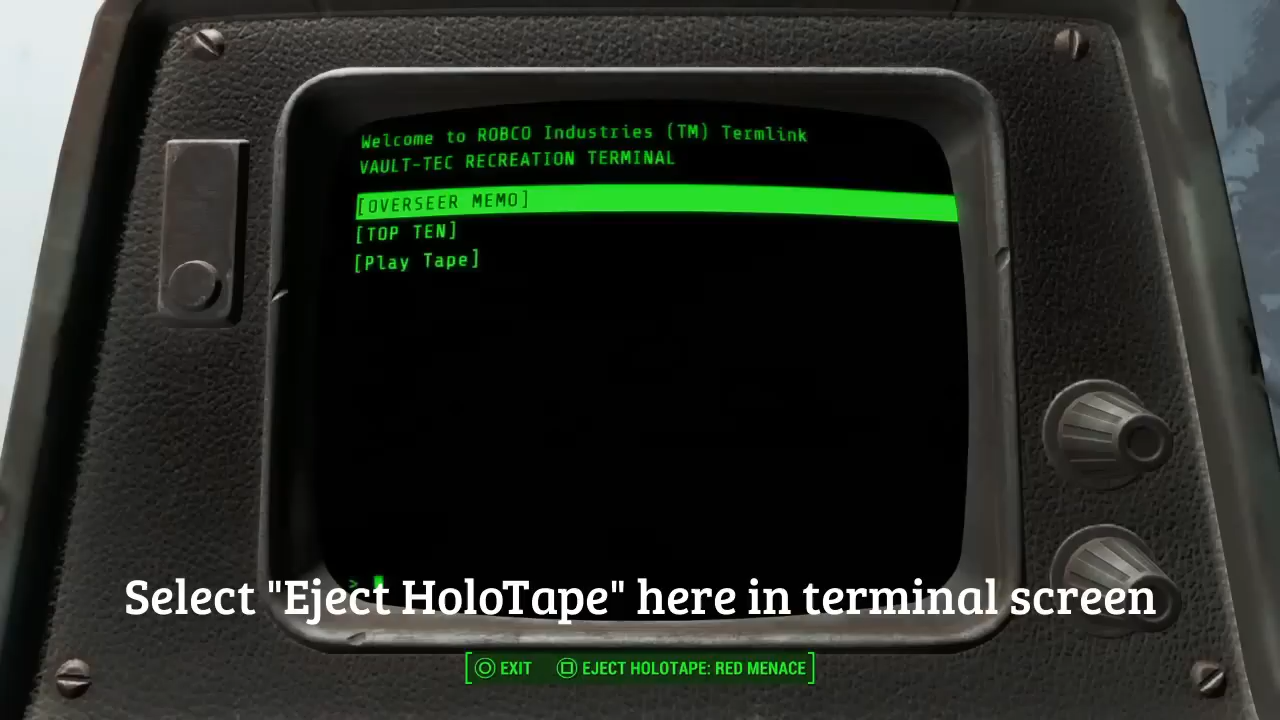 Welcome to ROBCO Industries (TM) Termlink
VAULT-TEC RECREATION TERMINAL
[OVERSEER MEMO]
[TOP TEN]
[Play Tape]
>
Select "Eject HoloTape" here in terminal screen
EXIT EJECT HOLOTAPE: RED MENACE